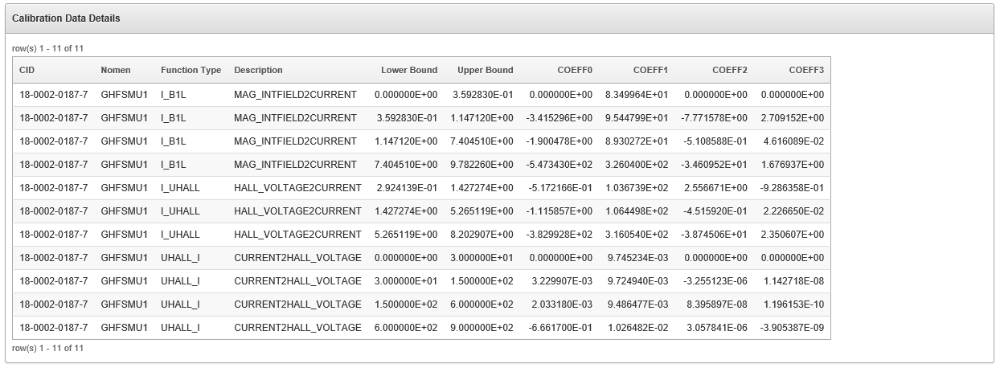 Calibration Data Details
row(s) 1 - 11 of 11
CID Nomen Function Type Description Lower Bound Upper Bound COEFF0 COEFF1 COEFF2 COEFF3
18-0002-0187-7 GHFSMU1 I_B1L MAG_INTFIELD2CURRENT 0.000000E+00 3.592830E-01 0.000000E+00 8.349964E+01 0.000000E+00 0.000000E+00
18-0002-0187-7 GHFSMU1 I_B1L MAG_INTFIELD2CURRENT 3.592830E-01 1.147120E+00 -3.415296E+00 9.544799E+01 -7.771578E+00 2.709152E+00
18-0002-0187-7 GHFSMU1 I_B1L MAG_INTFIELD2CURRENT 1.147120E+00 7.404510E+00 -1.900478E+00 8.930272E+01 -5.108588E-01 4.616089E-02
18-0002-0187-7 GHFSMU1 I_B1L MAG_INTFIELD2CURRENT 7.404510E+00 9.782260E+00 -5.473430E+02 3.260400E+02 -3.460952E+01 1.676937E+00
18-0002-0187-7 GHFSMU1 I_UHALL HALL_VOLTAGE2CURRENT 2.924139E-01 1.427274E+00 -5.172166E-01 1.036739E+02 2.556671E+00 -9.286358E-01
18-0002-0187-7 GHFSMU1 I_UHALL HALL_VOLTAGE2CURRENT 1.427274E+00 5.265119E+00 -1.115857E+00 1.064498E+02 -4.515920E-01 2.226650E-02
18-0002-0187-7 GHFSMU1 I_UHALL HALL_VOLTAGE2CURRENT 5.265119E+00 8.202907E+00 -3.829928E+02 3.160540E+02 -3.874506E+01 2.350607E+00
18-0002-0187-7 GHFSMU1 UHALL_I CURRENT2HALL_VOLTAGE 0.000000E+00 3.000000E+01 0.000000E+00 9.745234E-03 0.000000E+00 0.000000E+00
18-0002-0187-7 GHFSMU1 UHALL_I CURRENT2HALL_VOLTAGE 3.000000E+01 1.500000E+02 3.229907E-03 9.724940E-03 -3.255123E-06 1.142718E-08
18-0002-0187-7 GHFSMU1 UHALL_I CURRENT2HALL_VOLTAGE 1.500000E+02 6.000000E+02 2.033180E-03 9.486477E-03 8.395897E-08 1.196153E-10
18-0002-0187-7 GHFSMU1 UHALL_I CURRENT2HALL_VOLTAGE 6.000000E+02 9.000000E+02 -6.661700E-01 1.026482E-02 3.057841E-06 -3.905387E-09
row(s) 1 - 11 of 11